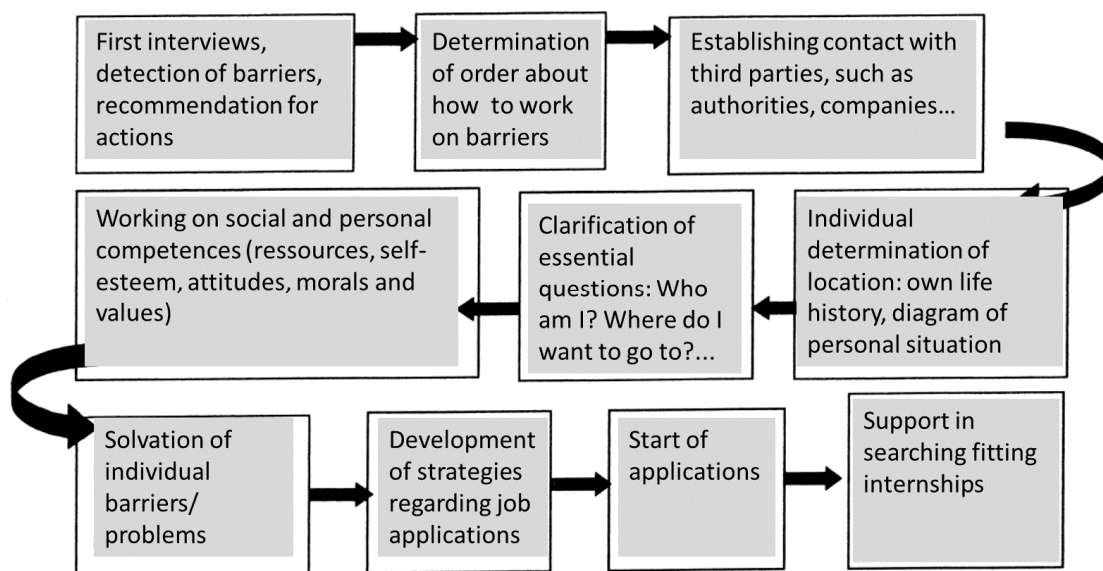 First interviews,
detection of barriers,
recommendation for
actions
Determination
of order about
how to work
on barriers
Establishing contact with
third parties, such as
authorities, companies...
Individual
determination of
location: own life
history, diagram of
personal situation
Clarification of
essential
questions: Who
am I? Where do I
want to go to?...
Working on social and personal
competences (ressources, self-
esteem, attitudes, morals and
values)
Solvation of
individual
barriers/
problems
Development
of strategies
regarding job
applications
Start of
applications
Support in
searching fitting
internships